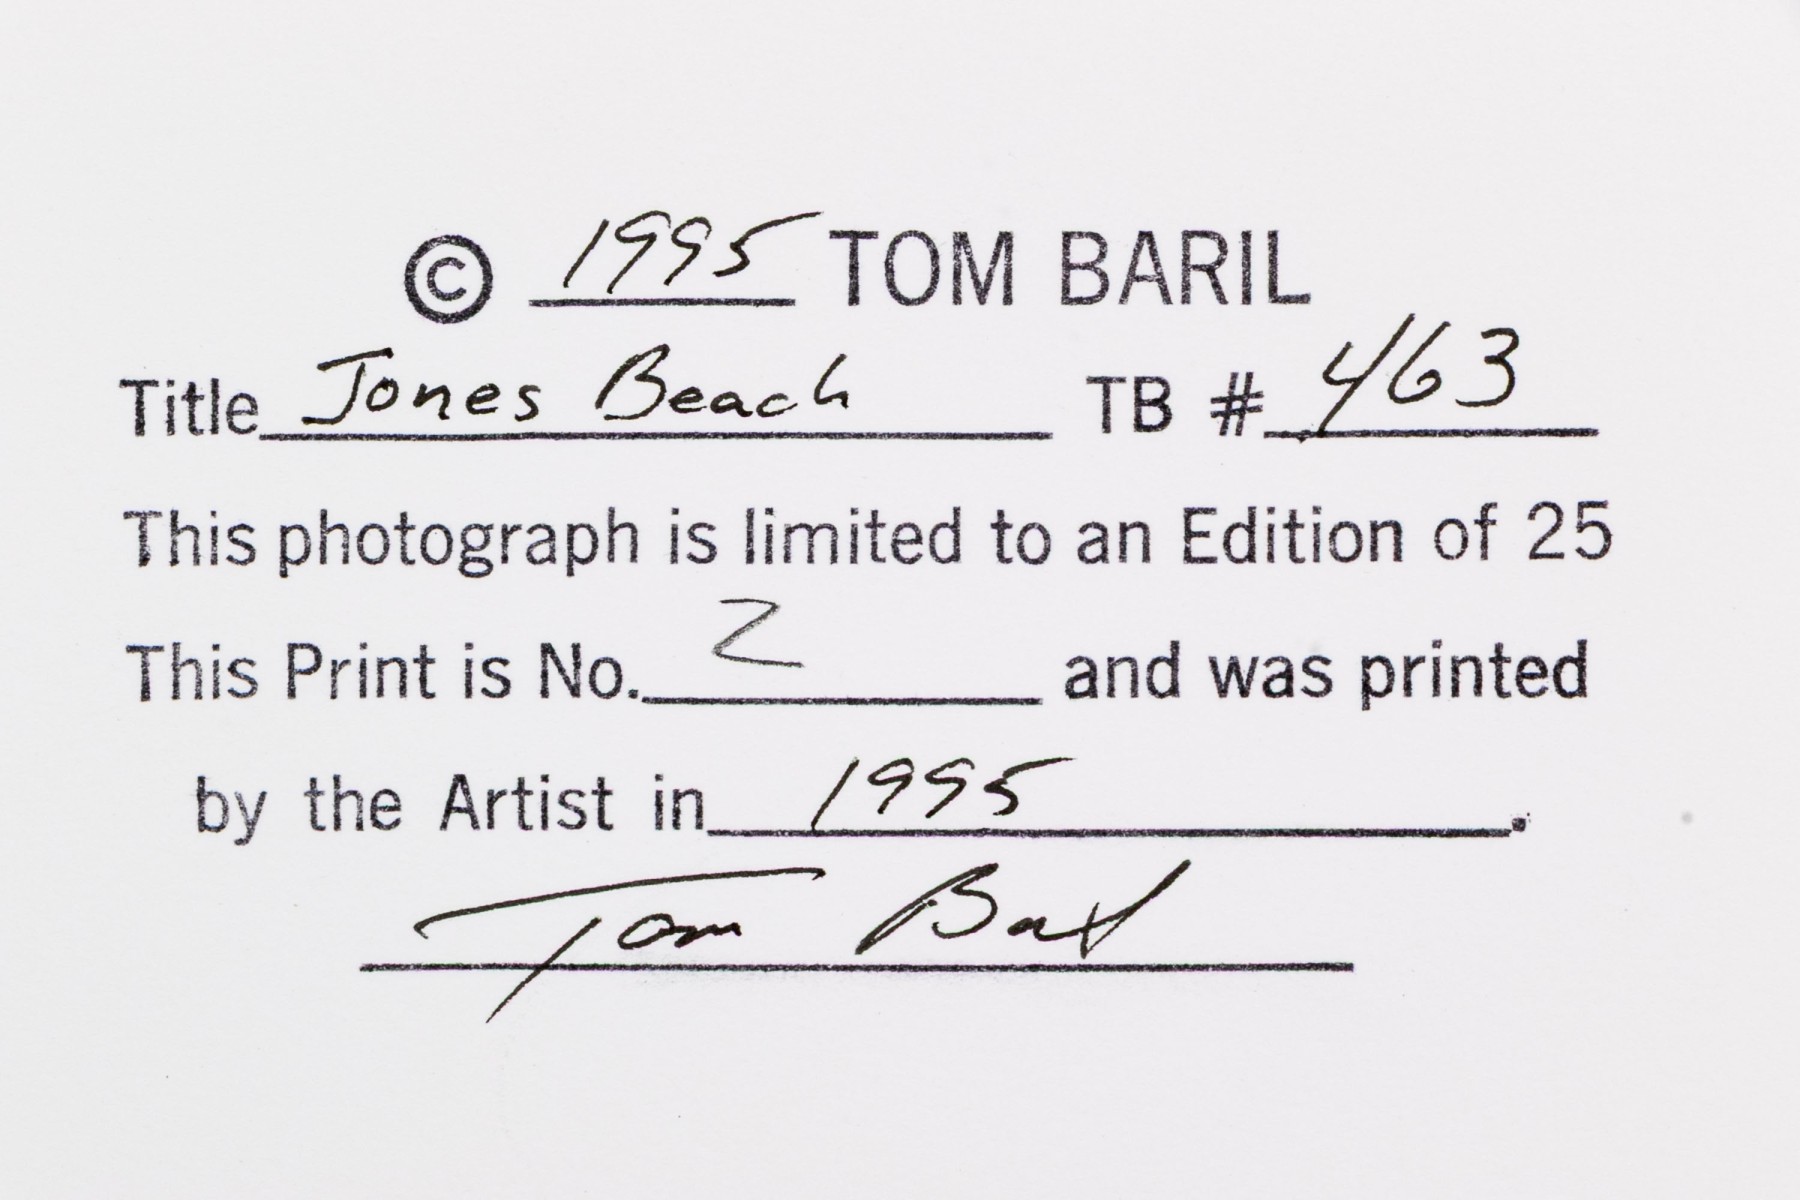 © 1995 TOM BARIL
Title Jones Beach TB # 463
This photograph is limited to an Edition of 25
This Print is No. 2 and was printed
by the Artist in 1995.
Tom Baril